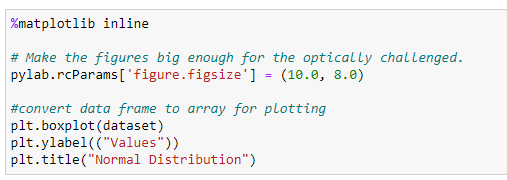 %matplotlib inline
# Make the figures big enough for the optically challenged.
pylab.rcParams['figure.figsize'] = (10.0, 8.0)
#convert data frame to array for plotting
plt.boxplot(dataset)
plt.ylabel(("Values"))
plt.title("Normal Distribution")